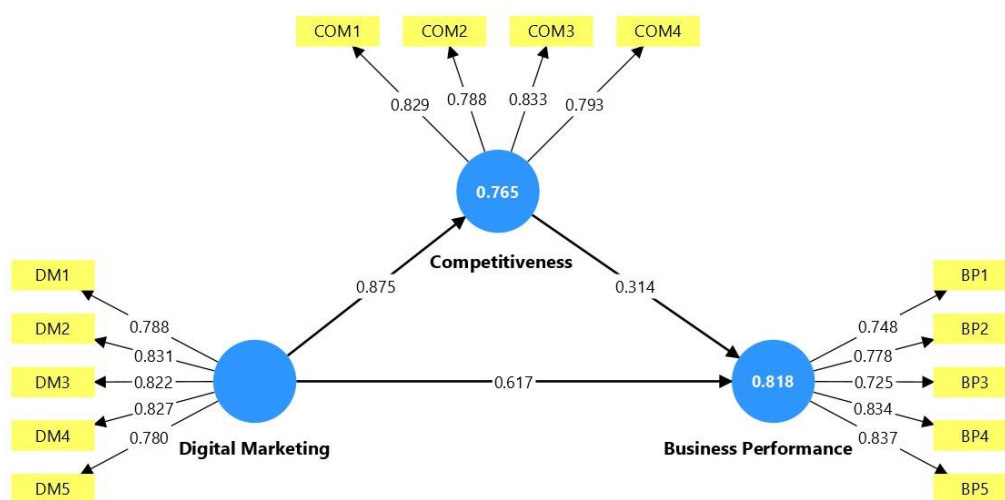 COM1 COM2 COM3 COM4
0.829 0.788 0.833 0.793
0.765
Competitiveness
DM1
DM2
DM3
DM4
DM5
0.788
0.831
0.822
0.827
0.780
Digital Marketing
0.875
0.314
0.617
0.818
Business Performance
0.748
0.778
0.725
0.834
0.837
BP1
BP2
BP3
BP4
BP5